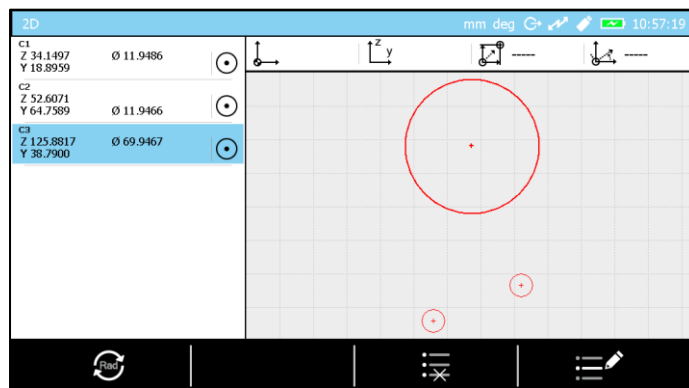 2D
mm deg
10:57:19
C1
Z 34.1497 Ø 11.9486
Y 18.8959
C2
Z 52.6071
Y 64.7589 Ø 11.9466
C3
Z 125.8817 Ø 69.9467
Y 38.7900
z
y
-----
-----
Rad